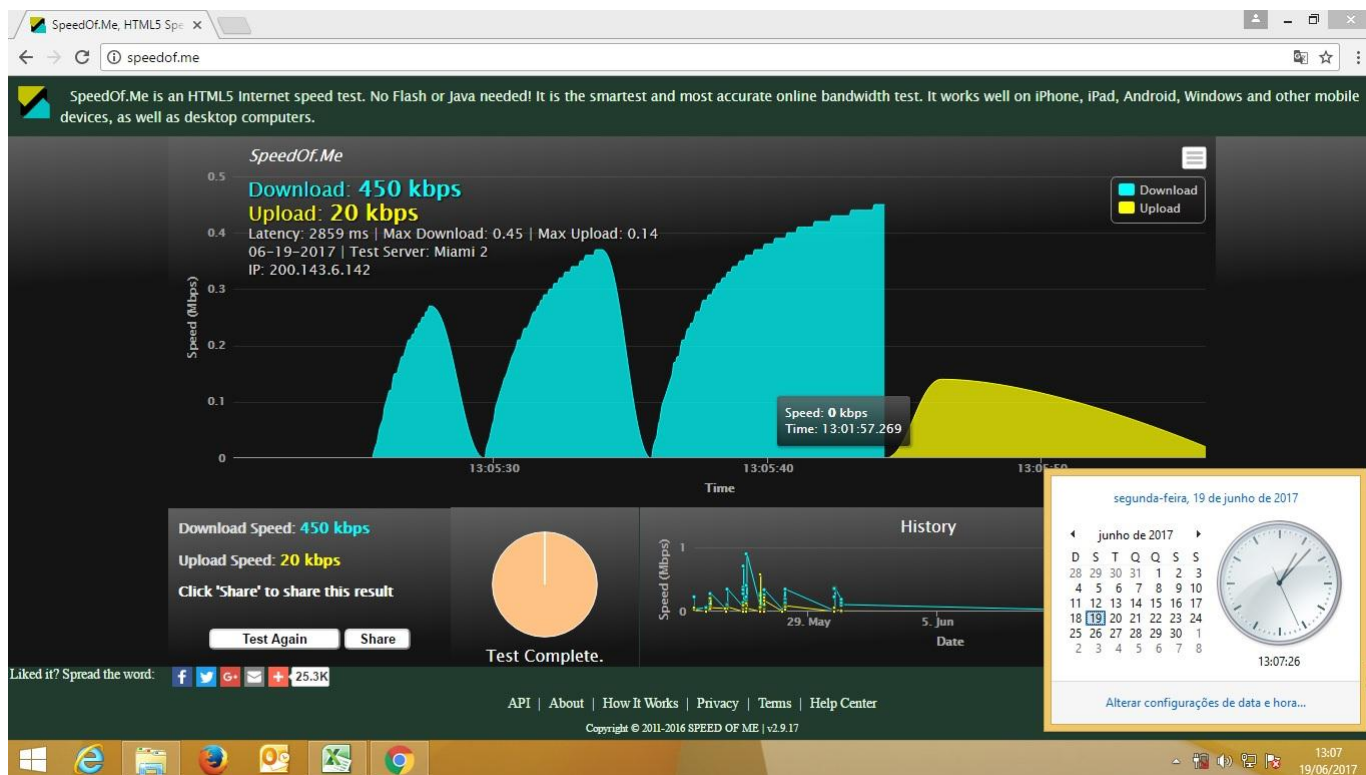 SpeedOf.Me, HTML5 Spe
speedof.me
SpeedOf.Me is an HTML5 Internet speed test. No Flash or Java needed! It is the smartest and most accurate online bandwidth test. It works well on iPhone, iPad, Android, Windows and other mobile
devices, as well as desktop computers.
SpeedOf.Me
Download: 450 kbps
Upload: 20 kbps
Latency: 2859 ms | Max Download: 0.45 | Max Upload: 0.14
06-19-2017 | Test Server: Miami 2
IP: 200.143.6.142
Download
Upload
0.5
0.4
0.3
0.2
0.1
0
Speed (Mbps)
Speed: 0 kbps
Time: 13:01:57.269
13:05:30
13:05:40
13:05:50
Time
Download Speed: 450 kbps
Upload Speed: 20 kbps
Click 'Share' to share this result
Test Again
Share
Test Complete.
History
Speed (Mbps)
1
0
29. May
5. Jun
Date
segunda-feira, 19 de junho de 2017
junho de 2017
D S T Q Q S S
28 29 30 31 1 2 3
4 5 6 7 8 9 10
11 12 13 14 15 16 17
18 19 20 21 22 23 24
25 26 27 28 29 30 1
2 3 4 5 6 7 8
13:07:26
Alterar configurações de data e hora...
Liked it? Spread the word:
f
G+
25.3K
API | About | How It Works | Privacy | Terms | Help Center
Copyright © 2011-2016 SPEED OF ME | v2.9.17
13:07
19/06/2017